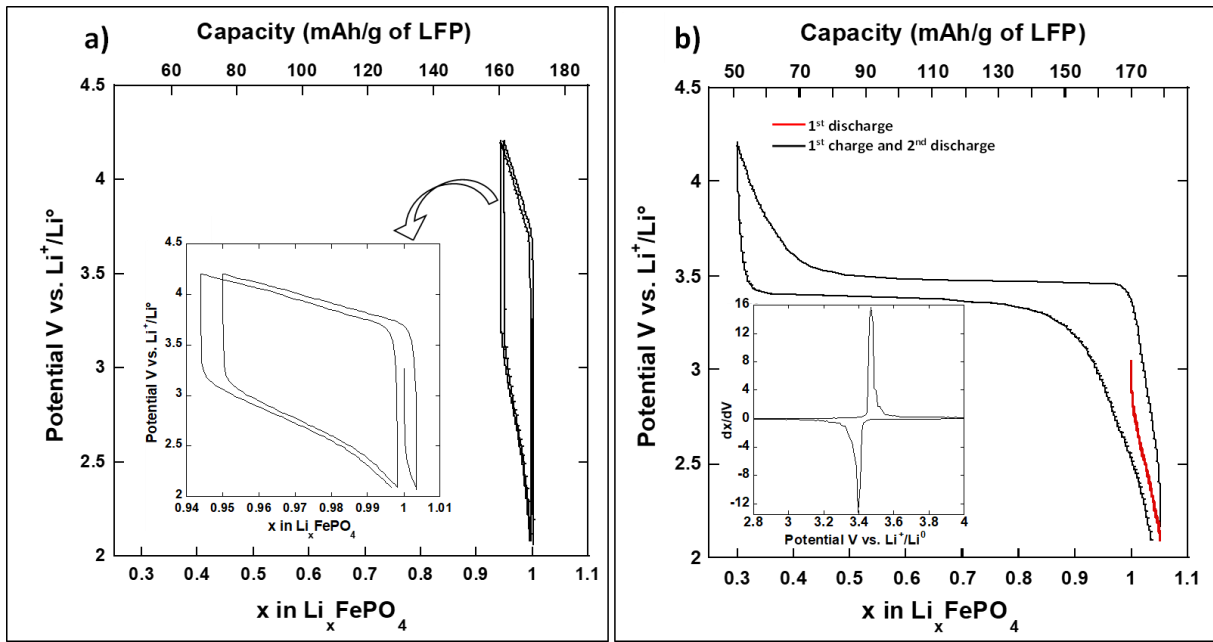 a)
Capacity (mAh/g of LFP)
60 80 100 120 140 160 180
4.5
4
3.5
3
2.5
2
Potential V vs. Li⁺/Li°
4.5
4
3.5
3
2.5
2
Potential V vs. Li⁺/Li°
0.94 0.95 0.96 0.97 0.98 0.99 1 1.01
x in LiₓFePO₄
0.3 0.4 0.5 0.6 0.7 0.8 0.9 1 1.1
x in LiₓFePO₄
b)
Capacity (mAh/g of LFP)
50 70 90 110 130 150 170
4.5
4
3.5
3
2.5
2
Potential V vs. Li⁺/Li°
1ˢᵗ discharge
1ˢᵗ charge and 2ⁿᵈ discharge
16
12
8
4
0
-4
-8
-12
dx/dV
2.8 3 3.2 3.4 3.6 3.8 4
Potential V vs. Li⁺/Li⁰
0.3 0.4 0.5 0.6 0.7 0.8 0.9 1 1.1
x in LiₓFePO₄